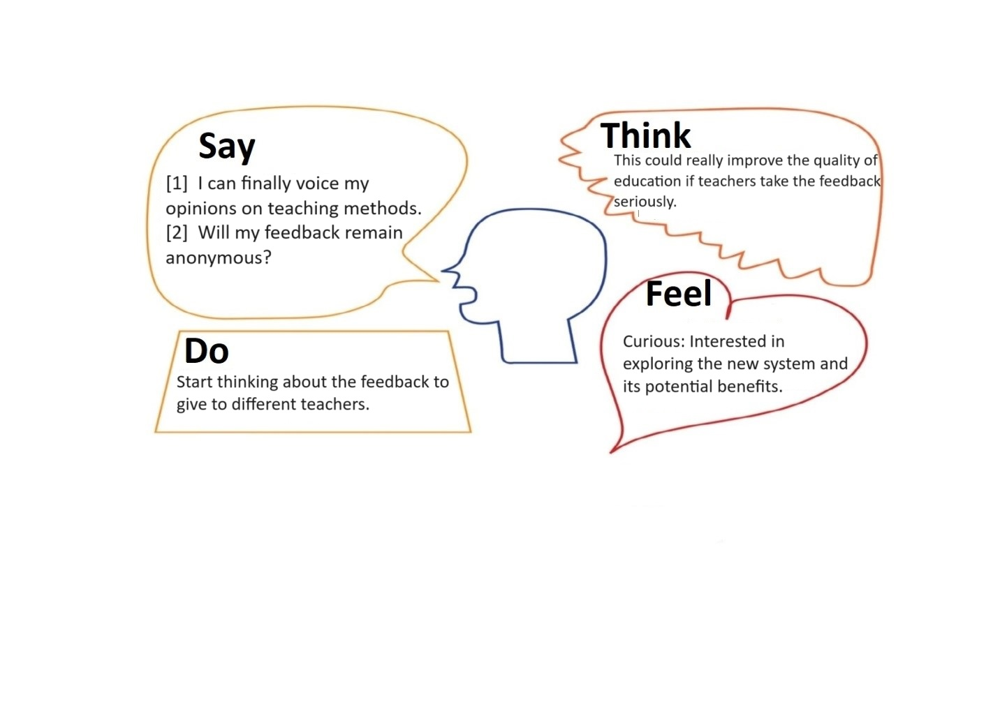 Say
[1] I can finally voice my
opinions on teaching methods.
[2] Will my feedback remain
anonymous?
Think
This could really improve the quality of
education if teachers take the feedback
seriously.
Do
Start thinking about the feedback to
give to different teachers.
Feel
Curious: Interested in
exploring the new system and
its potential benefits.